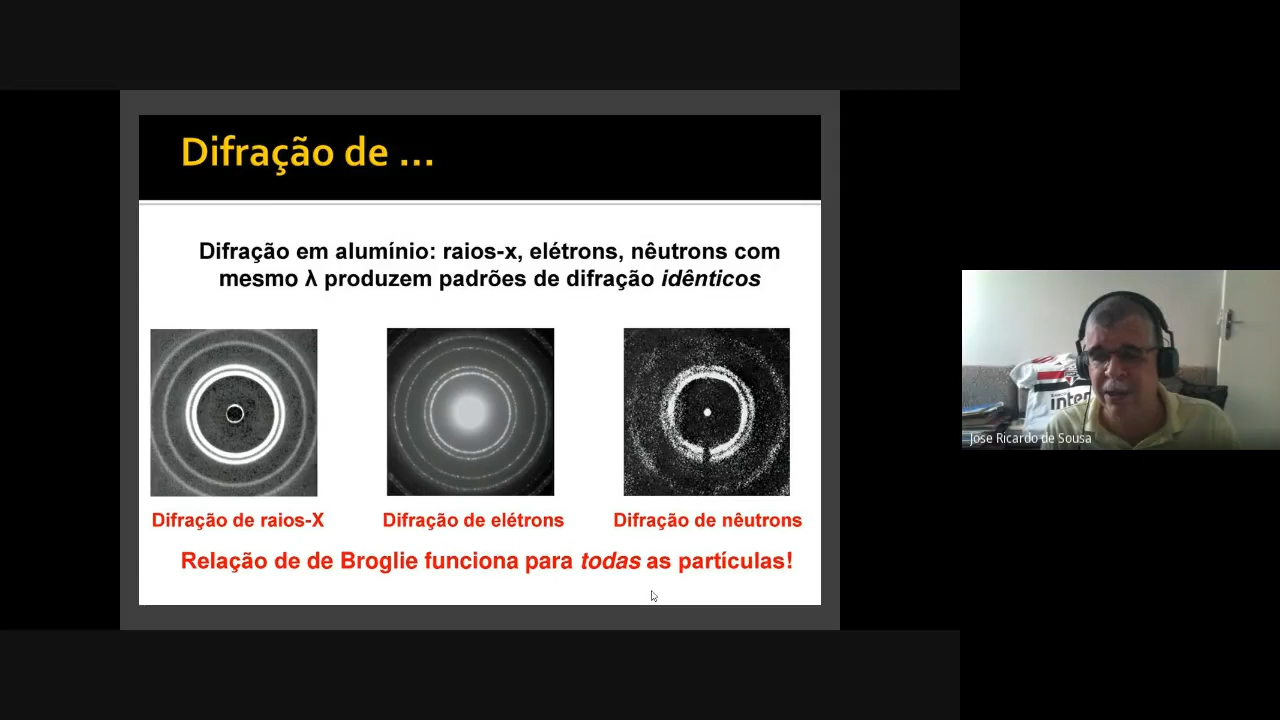 Difração de ...
Difração em alumínio: raios-x, elétrons, nêutrons com
mesmo λ produzem padrões de difração idênticos
Difração de raios-X
Difração de elétrons
Difração de nêutrons
Relação de de Broglie funciona para todas as partículas!
inter
Jose Ricardo de Sousa